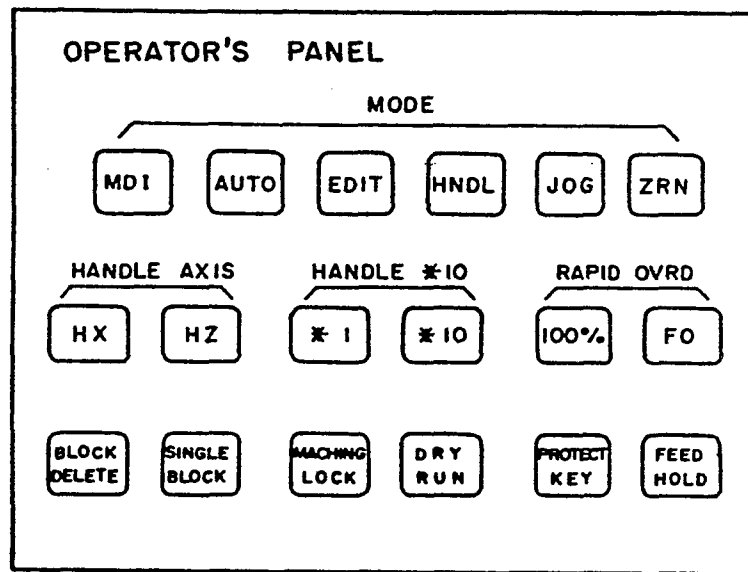 OPERATOR'S PANEL
MODE
MDI AUTO EDIT HNDL JOG ZRN
HANDLE AXIS HANDLE *10 RAPID OVRD
HX HZ *1 *10 100% FO
BLOCK DELETE SINGLE BLOCK MACHING LOCK DRY RUN PROTECT KEY FEED HOLD